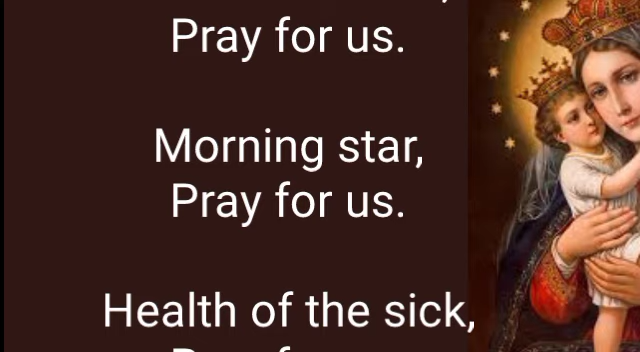 Pray for us.
Morning star,
Pray for us.
Health of the sick,